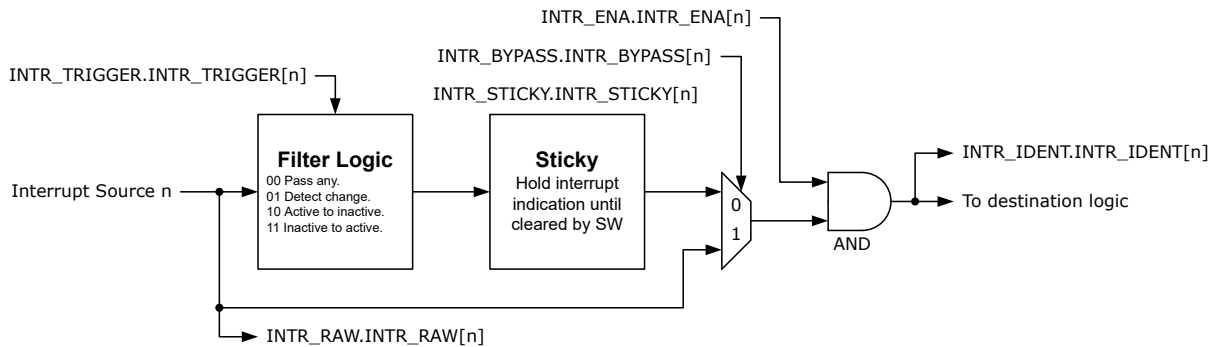 INTR_ENA.INTR_ENA[n]
INTR_BYPASS.INTR_BYPASS[n]
INTR_TRIGGER.INTR_TRIGGER[n]
INTR_STICKY.INTR_STICKY[n]
Filter Logic
00 Pass any.
01 Detect change.
10 Active to inactive.
11 Inactive to active.
Sticky
Hold interrupt
indication until
cleared by SW
Interrupt Source n
0
1
AND
INTR_IDENT.INTR_IDENT[n]
To destination logic
INTR_RAW.INTR_RAW[n]